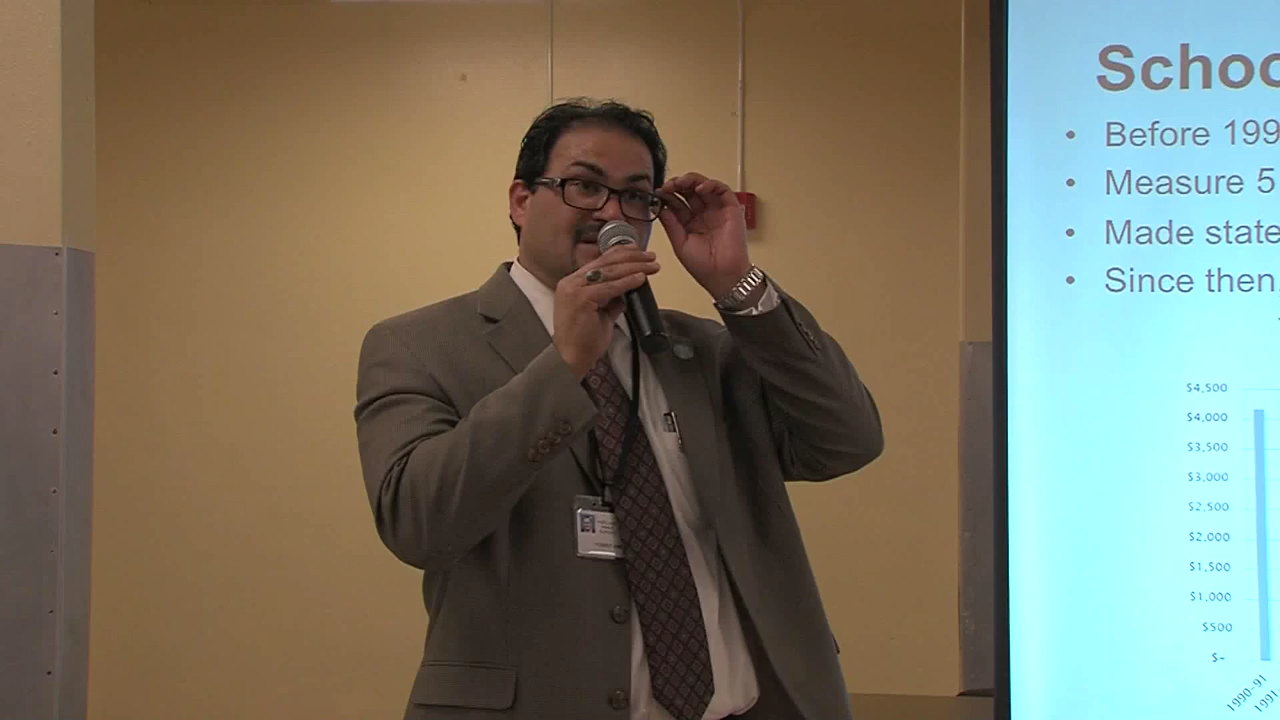 Schoo
Before 199
Measure 5
Made state
Since then
$4,500
$4,000
$3,500
$3,000
$2,500
$2,000
$1,500
$1,000
$500
$-
1990-91
1991